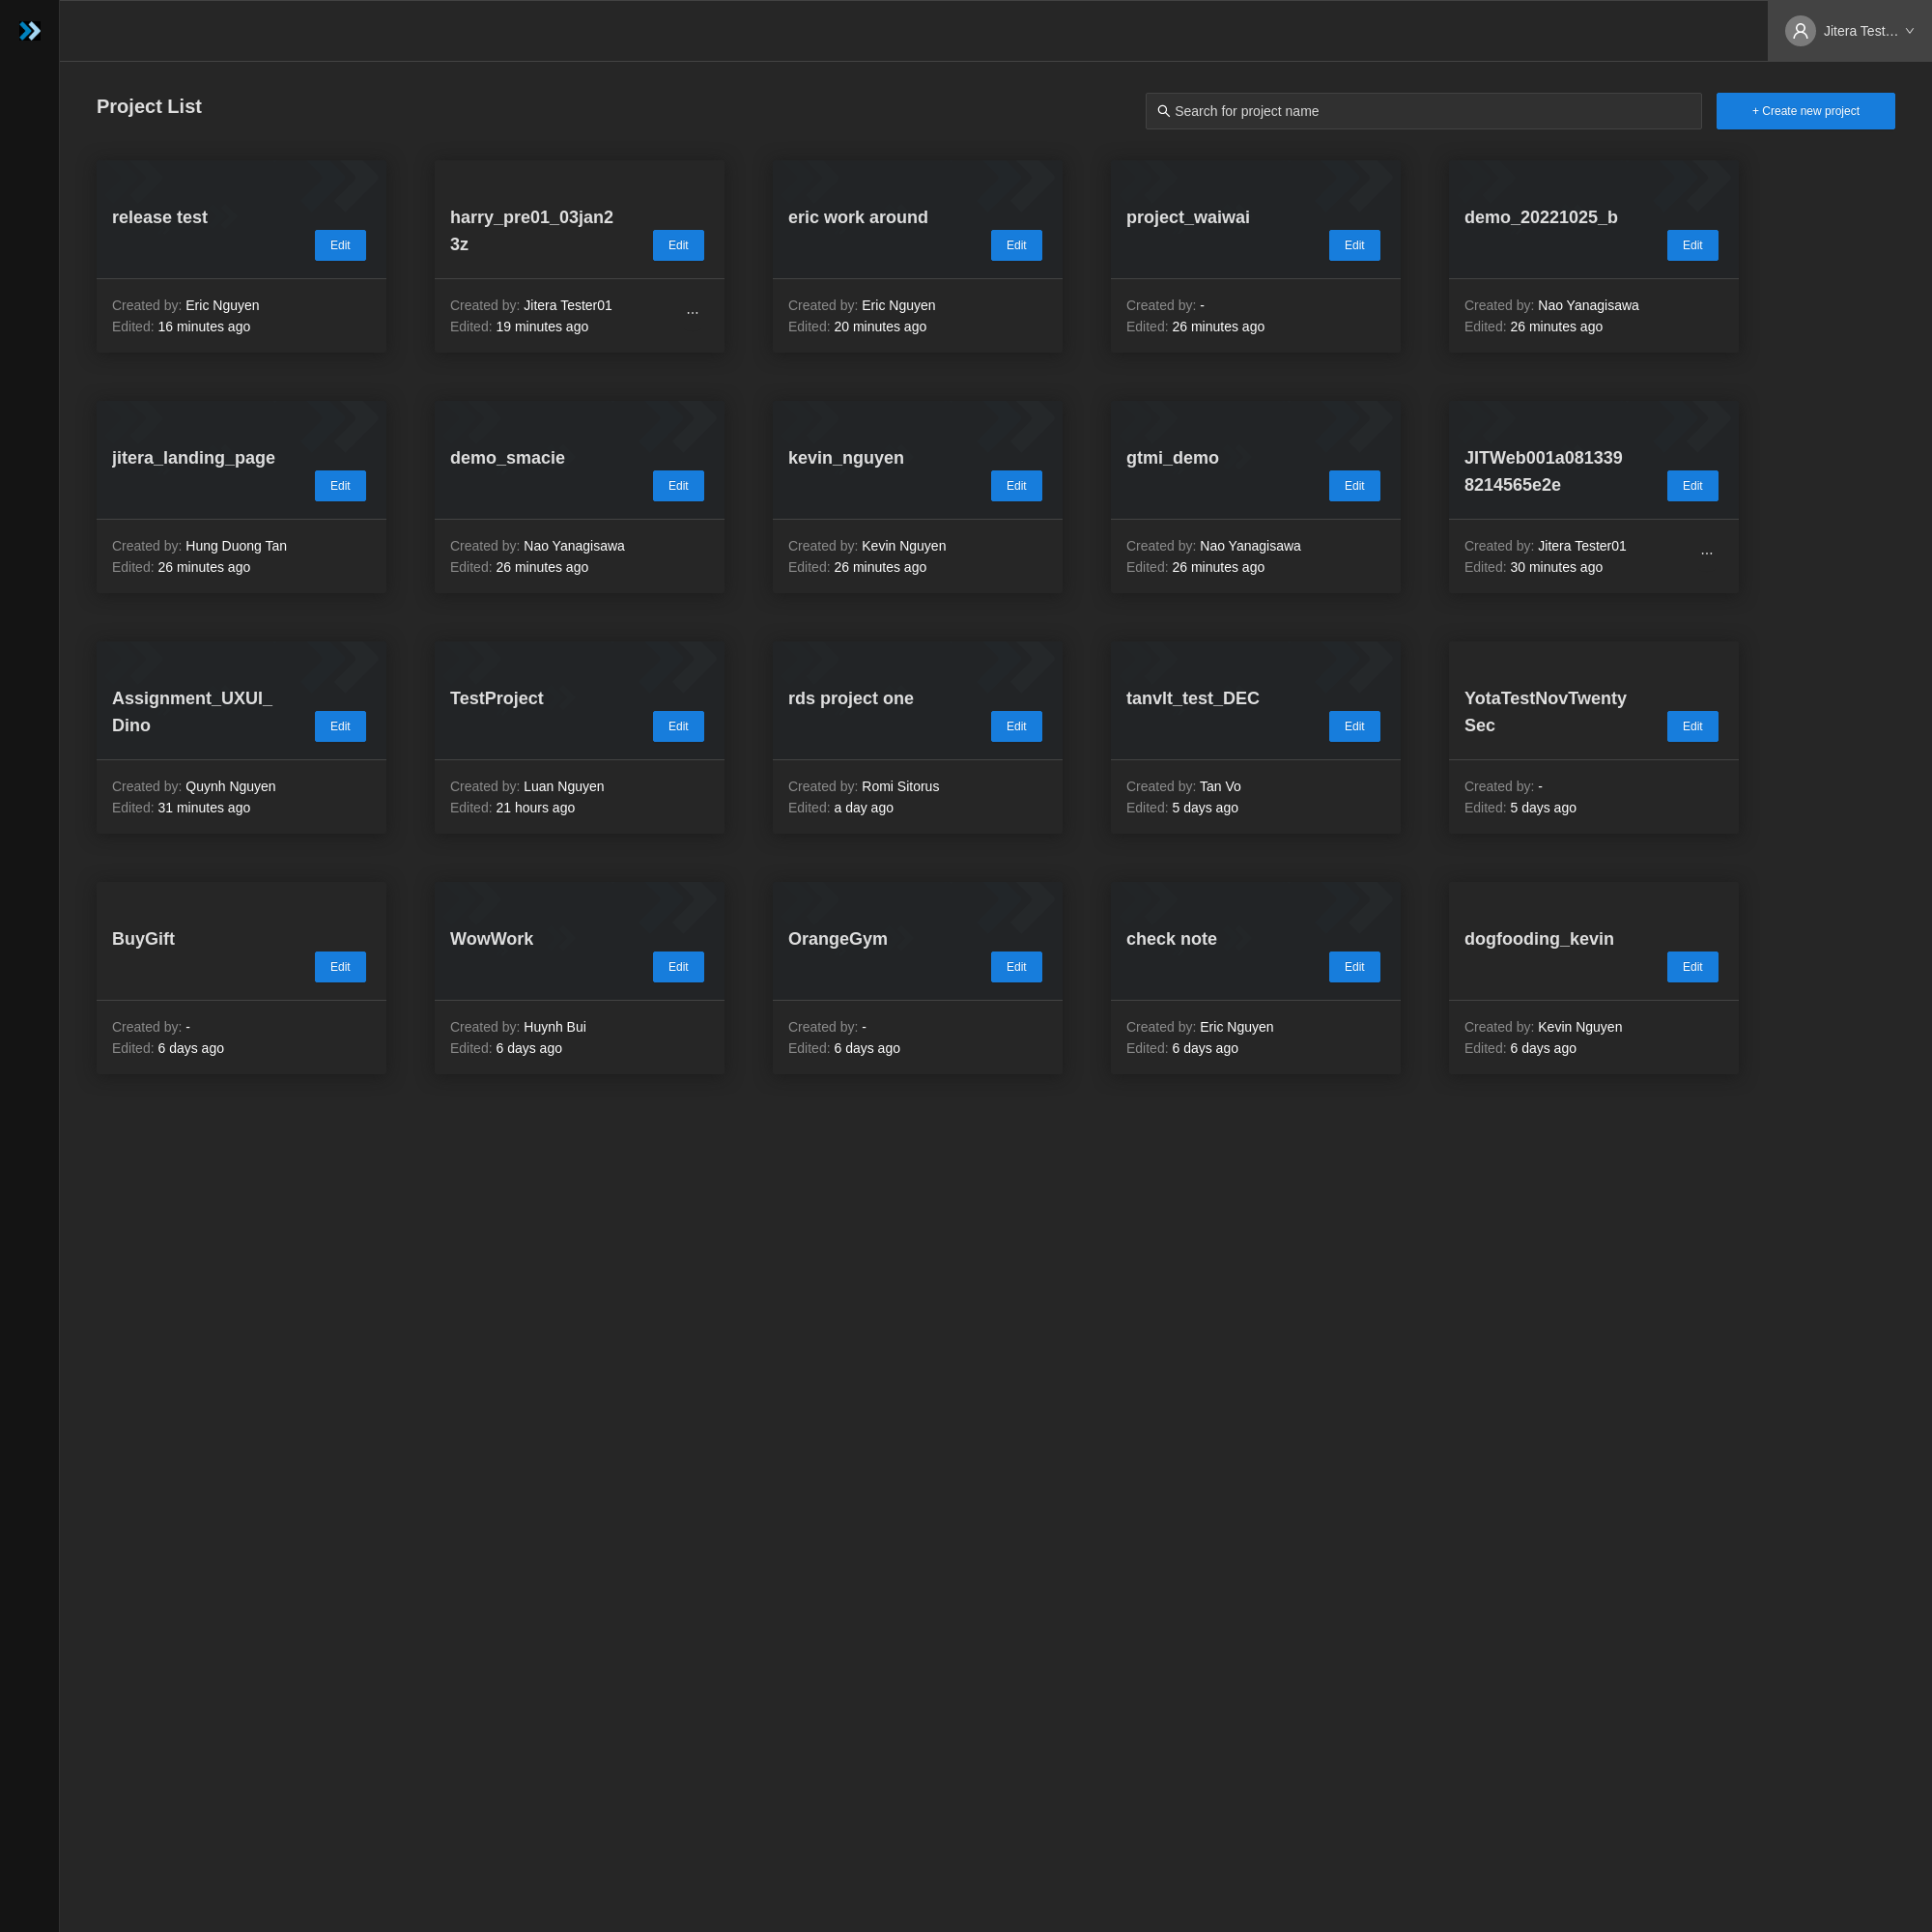 Jitera Test…
Project List
Search for project name
+ Create new project
release test
Edit
Created by: Eric Nguyen
Edited: 16 minutes ago
harry_pre01_03jan2
3z
Edit
Created by: Jitera Tester01
...
Edited: 19 minutes ago
eric work around
Edit
Created by: Eric Nguyen
Edited: 20 minutes ago
project_waiwai
Edit
Created by: -
Edited: 26 minutes ago
demo_20221025_b
Edit
Created by: Nao Yanagisawa
Edited: 26 minutes ago
jitera_landing_page
Edit
Created by: Hung Duong Tan
Edited: 26 minutes ago
demo_smacie
Edit
Created by: Nao Yanagisawa
Edited: 26 minutes ago
kevin_nguyen
Edit
Created by: Kevin Nguyen
Edited: 26 minutes ago
gtmi_demo
Edit
Created by: Nao Yanagisawa
Edited: 26 minutes ago
JITWeb001a081339
8214565e2e
Edit
Created by: Jitera Tester01
...
Edited: 30 minutes ago
Assignment_UXUI_
Dino
Edit
Created by: Quynh Nguyen
Edited: 31 minutes ago
TestProject
Edit
Created by: Luan Nguyen
Edited: 21 hours ago
rds project one
Edit
Created by: Romi Sitorus
Edited: a day ago
tanvlt_test_DEC
Edit
Created by: Tan Vo
Edited: 5 days ago
YotaTestNovTwenty
Sec
Edit
Created by: -
Edited: 5 days ago
BuyGift
Edit
Created by: -
Edited: 6 days ago
WowWork
Edit
Created by: Huynh Bui
Edited: 6 days ago
OrangeGym
Edit
Created by: -
Edited: 6 days ago
check note
Edit
Created by: Eric Nguyen
Edited: 6 days ago
dogfooding_kevin
Edit
Created by: Kevin Nguyen
Edited: 6 days ago